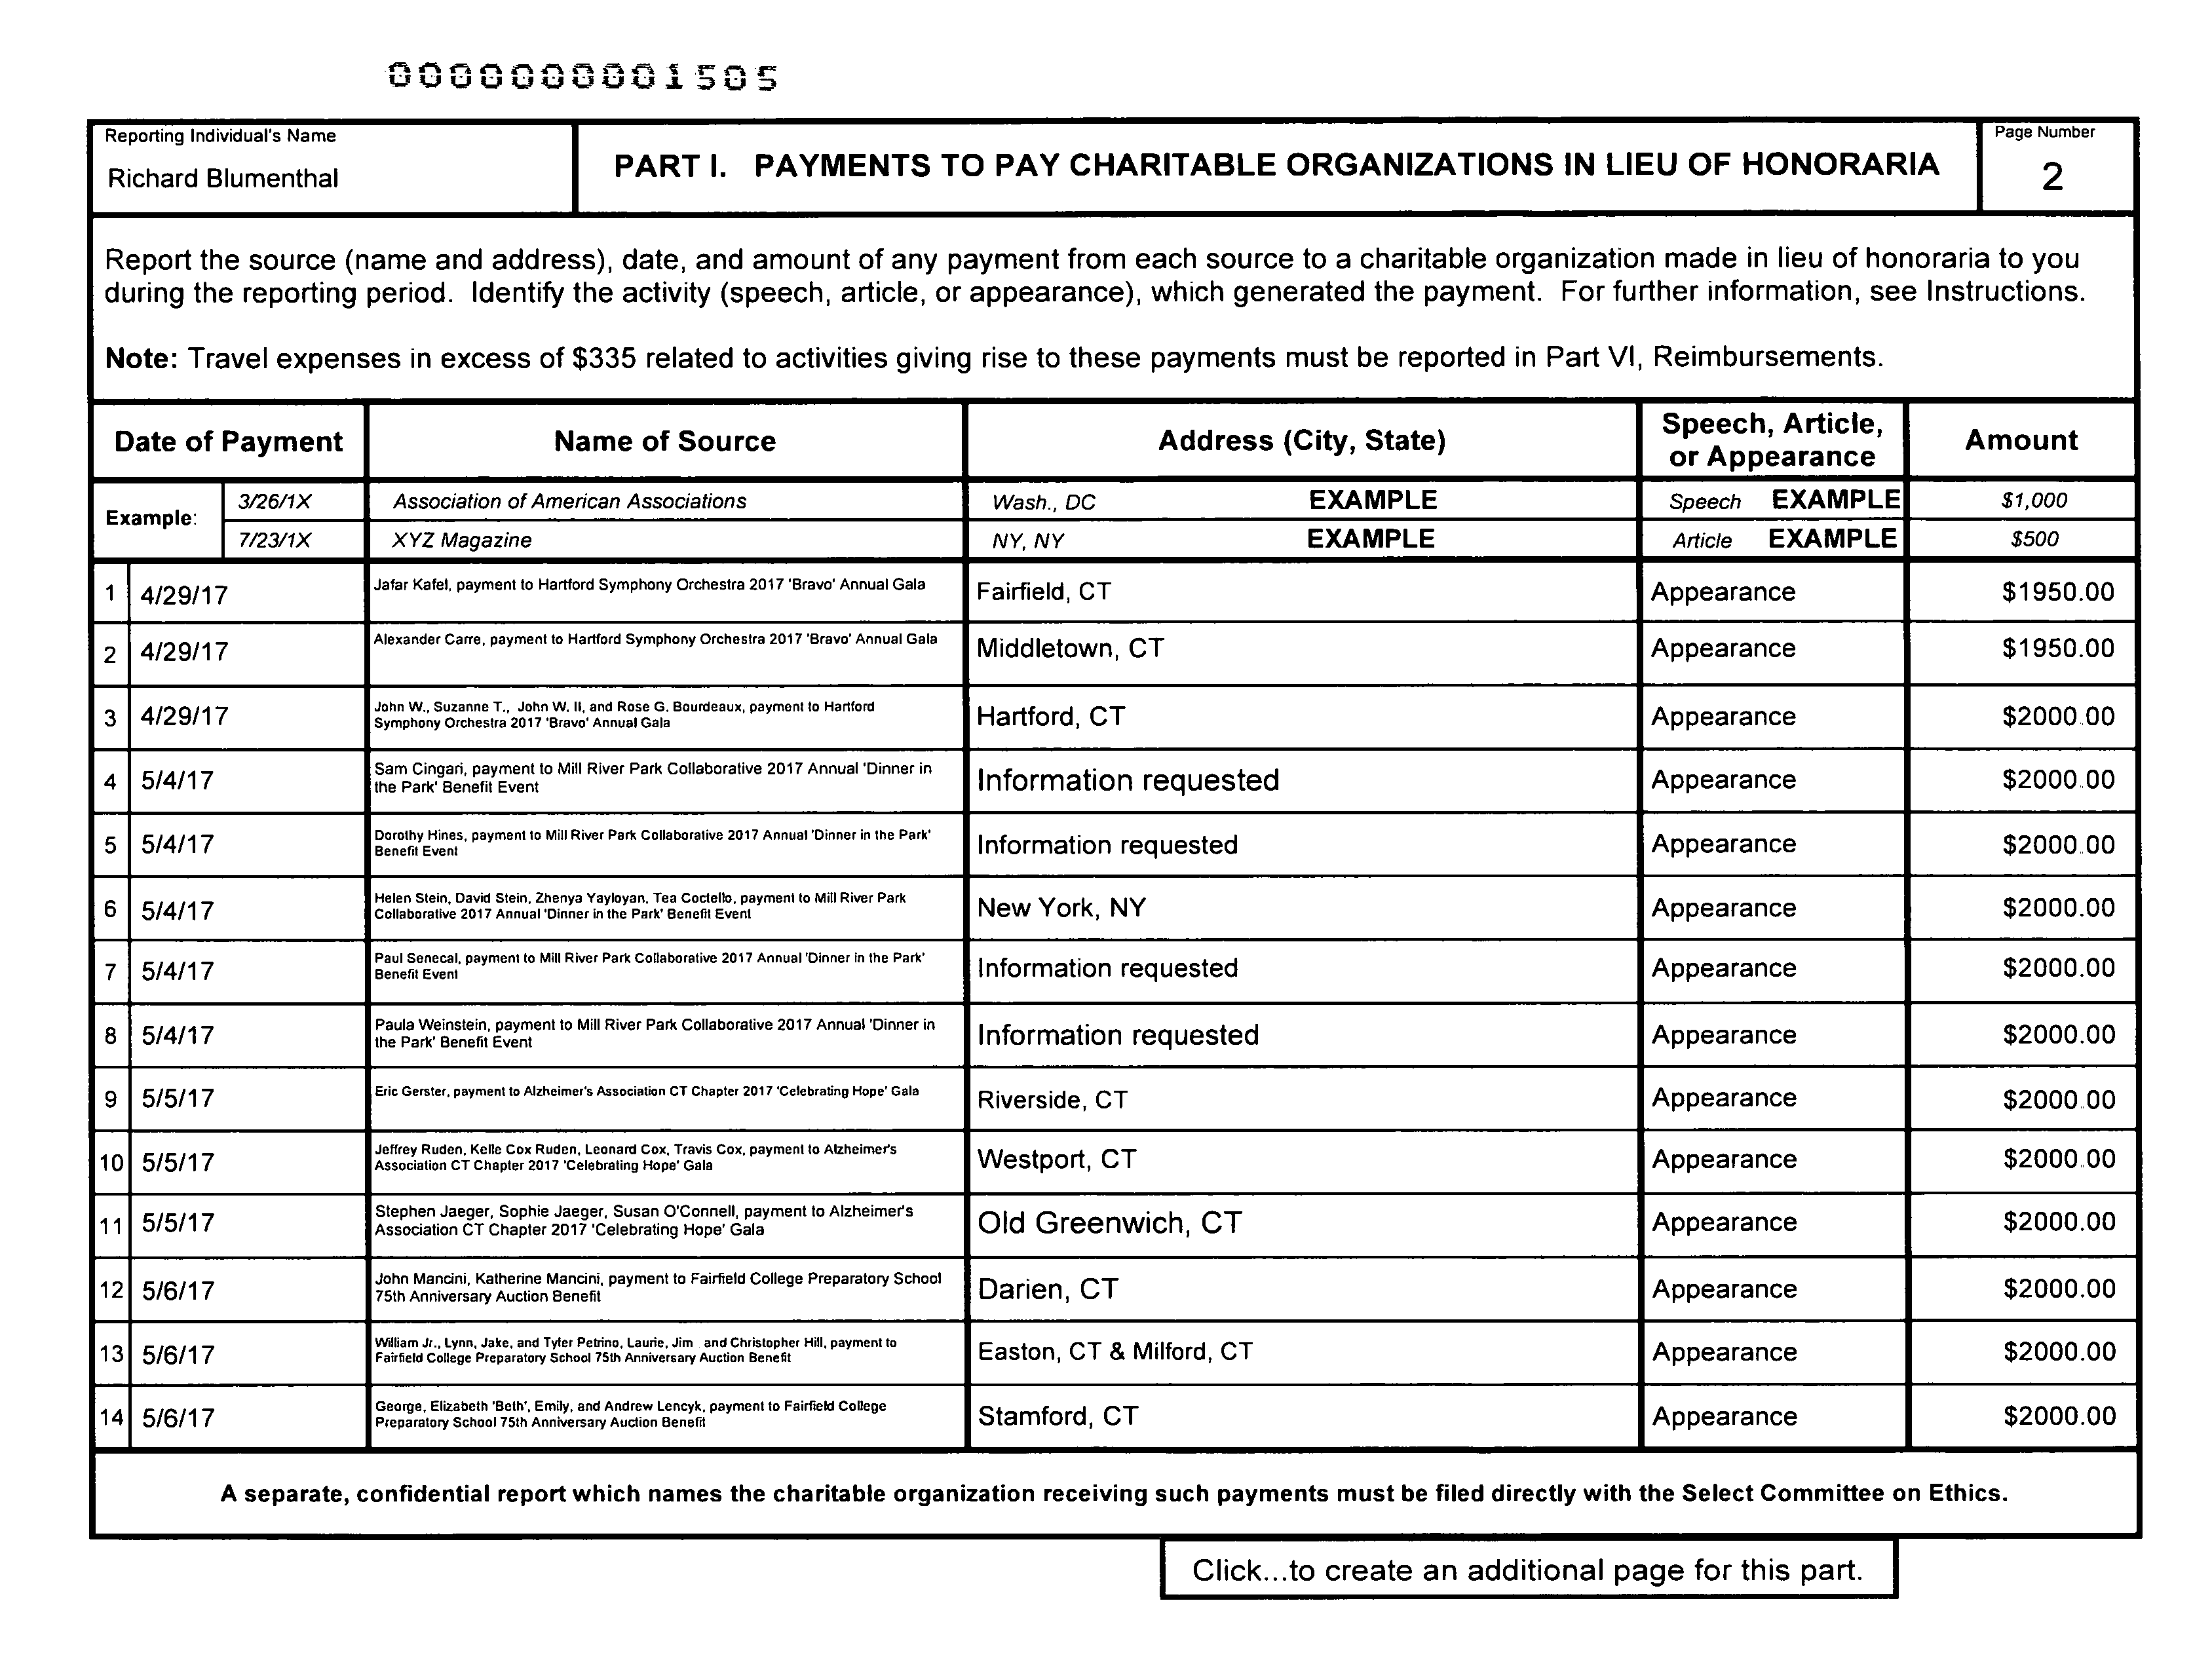 0000000001505
Reporting Individual's Name
Richard Blumenthal
PART I. PAYMENTS TO PAY CHARITABLE ORGANIZATIONS IN LIEU OF HONORARIA
Page Number
2
Report the source (name and address), date, and amount of any payment from each source to a charitable organization made in lieu of honoraria to you
during the reporting period. Identify the activity (speech, article, or appearance), which generated the payment. For further information, see Instructions.
Note: Travel expenses in excess of $335 related to activities giving rise to these payments must be reported in Part VI, Reimbursements.
Date of Payment Name of Source Address (City, State) Speech, Article,
or Appearance Amount
Example: 3/26/1X Association of American Associations Wash., DC EXAMPLE Speech EXAMPLE $1,000
7/23/1X XYZ Magazine NY, NY EXAMPLE Article EXAMPLE $500
1 4/29/17 Jafar Kafel, payment to Hartford Symphony Orchestra 2017 'Bravo' Annual Gala Fairfield, CT Appearance $1950.00
2 4/29/17 Alexander Carre, payment to Hartford Symphony Orchestra 2017 'Bravo' Annual Gala Middletown, CT Appearance $1950.00
3 4/29/17 John W., Suzanne T., John W. II, and Rose G. Bourdeaux, payment to Hartford
Symphony Orchestra 2017 'Bravo' Annual Gala Hartford, CT Appearance $2000.00
4 5/4/17 Sam Cingari, payment to Mill River Park Collaborative 2017 Annual 'Dinner in
the Park' Benefit Event Information requested Appearance $2000.00
5 5/4/17 Dorothy Hines, payment to Mill River Park Collaborative 2017 Annual 'Dinner in the Park'
Benefit Event Information requested Appearance $2000.00
6 5/4/17 Helen Stein, David Stein, Zhenya Yayloyan, Tea Coctello, payment to Mill River Park
Collaborative 2017 Annual 'Dinner in the Park' Benefit Event New York, NY Appearance $2000.00
7 5/4/17 Paul Senecal, payment to Mill River Park Collaborative 2017 Annual 'Dinner in the Park'
Benefit Event Information requested Appearance $2000.00
8 5/4/17 Paula Weinstein, payment to Mill River Park Collaborative 2017 Annual 'Dinner in
the Park' Benefit Event Information requested Appearance $2000.00
9 5/5/17 Eric Gerster, payment to Alzheimer's Association CT Chapter 2017 'Celebrating Hope' Gala Riverside, CT Appearance $2000.00
10 5/5/17 Jeffrey Ruden, Kelle Cox Ruden, Leonard Cox, Travis Cox, payment to Alzheimer's
Association CT Chapter 2017 'Celebrating Hope' Gala Westport, CT Appearance $2000.00
11 5/5/17 Stephen Jaeger, Sophie Jaeger, Susan O'Connell, payment to Alzheimer's
Association CT Chapter 2017 'Celebrating Hope' Gala Old Greenwich, CT Appearance $2000.00
12 5/6/17 John Mancini, Katherine Mancini, payment to Fairfield College Preparatory School
75th Anniversary Auction Benefit Darien, CT Appearance $2000.00
13 5/6/17 William Jr., Lynn, Jake, and Tyler Petrino, Laurie, Jim and Christopher Hill, payment to
Fairfield College Preparatory School 75th Anniversary Auction Benefit Easton, CT & Milford, CT Appearance $2000.00
14 5/6/17 George, Elizabeth 'Beth', Emily, and Andrew Lencyk, payment to Fairfield College
Preparatory School 75th Anniversary Auction Benefit Stamford, CT Appearance $2000.00
A separate, confidential report which names the charitable organization receiving such payments must be filed directly with the Select Committee on Ethics.
Click...to create an additional page for this part.